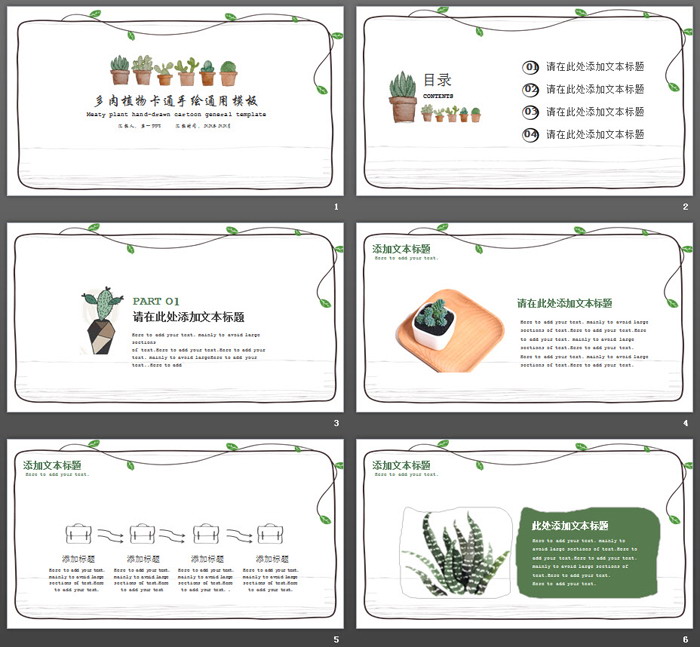 多肉植物卡通手绘通用模板
Meaty plant hand-drawn cartoon general template
1
目录
CONTENTS
01 请在此处添加文本标题
02 请在此处添加文本标题
03 请在此处添加文本标题
04 请在此处添加文本标题
2
PART 01
请在此处添加文本标题
Here to add your text. mainly to avoid large
sections
of text.Here to add your text.Here to add your
text. mainly to avoid largeHere to add your
text..Here to add
3
添加文本标题
Here to add your text.
请在此处添加文本标题
Here to add your text. mainly to avoid large
sections of text.Here to add your text.Here
to add your text. mainly to avoid large
sections of text.Here to add your text.Here
to add your text. mainly to avoid large
sections of text.Here to add your text.
4
添加文本标题
Here to add your text.
添加标题
Here to add your text.
mainly to avoid large
sections of text.Here
to add your text.
添加标题
Here to add your text.
mainly to avoid large
sections of text.Here
to add your text
添加标题
Here to add your text.
mainly to avoid large
sections of text.Here
to add your text. .
添加标题
Here to add your text.
mainly to avoid large
sections of text.Here
to add your text.
5
添加文本标题
Here to add your text.
此处添加文本标题
Here to add your text. mainly to
avoid large sections of text.Here to
add your text.Here to add your text.
mainly to avoid large sections of
text.Here to add your text.
Here to add your text.
6